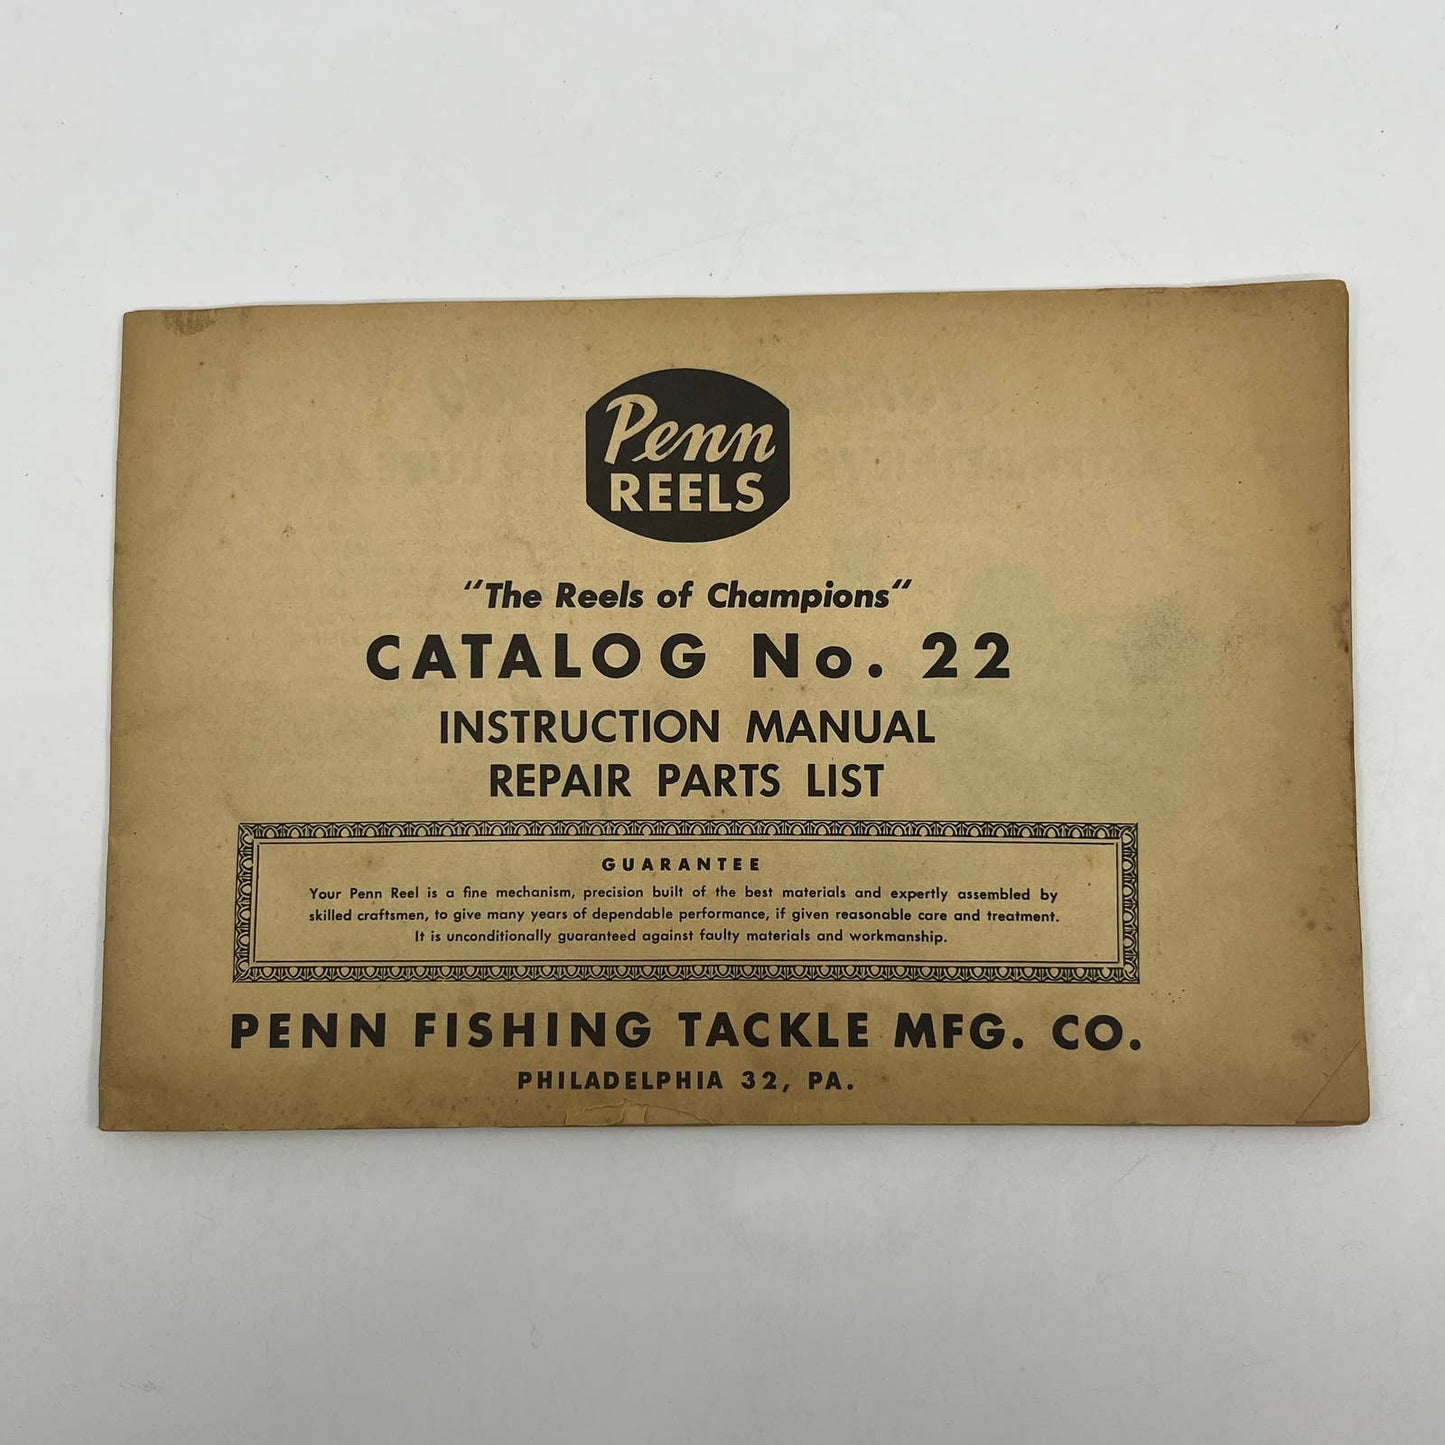 Penn
REELS
"The Reels of Champions"
CATALOG No. 22
INSTRUCTION MANUAL
REPAIR PARTS LIST
GUARANTEE
Your Penn Reel is a fine mechanism, precision built of the best materials and expertly assembled by
skilled craftsmen, to give many years of dependable performance, if given reasonable care and treatment.
It is unconditionally guaranteed against faulty materials and workmanship.
PENN FISHING TACKLE MFG. CO.
PHILADELPHIA 32, PA.